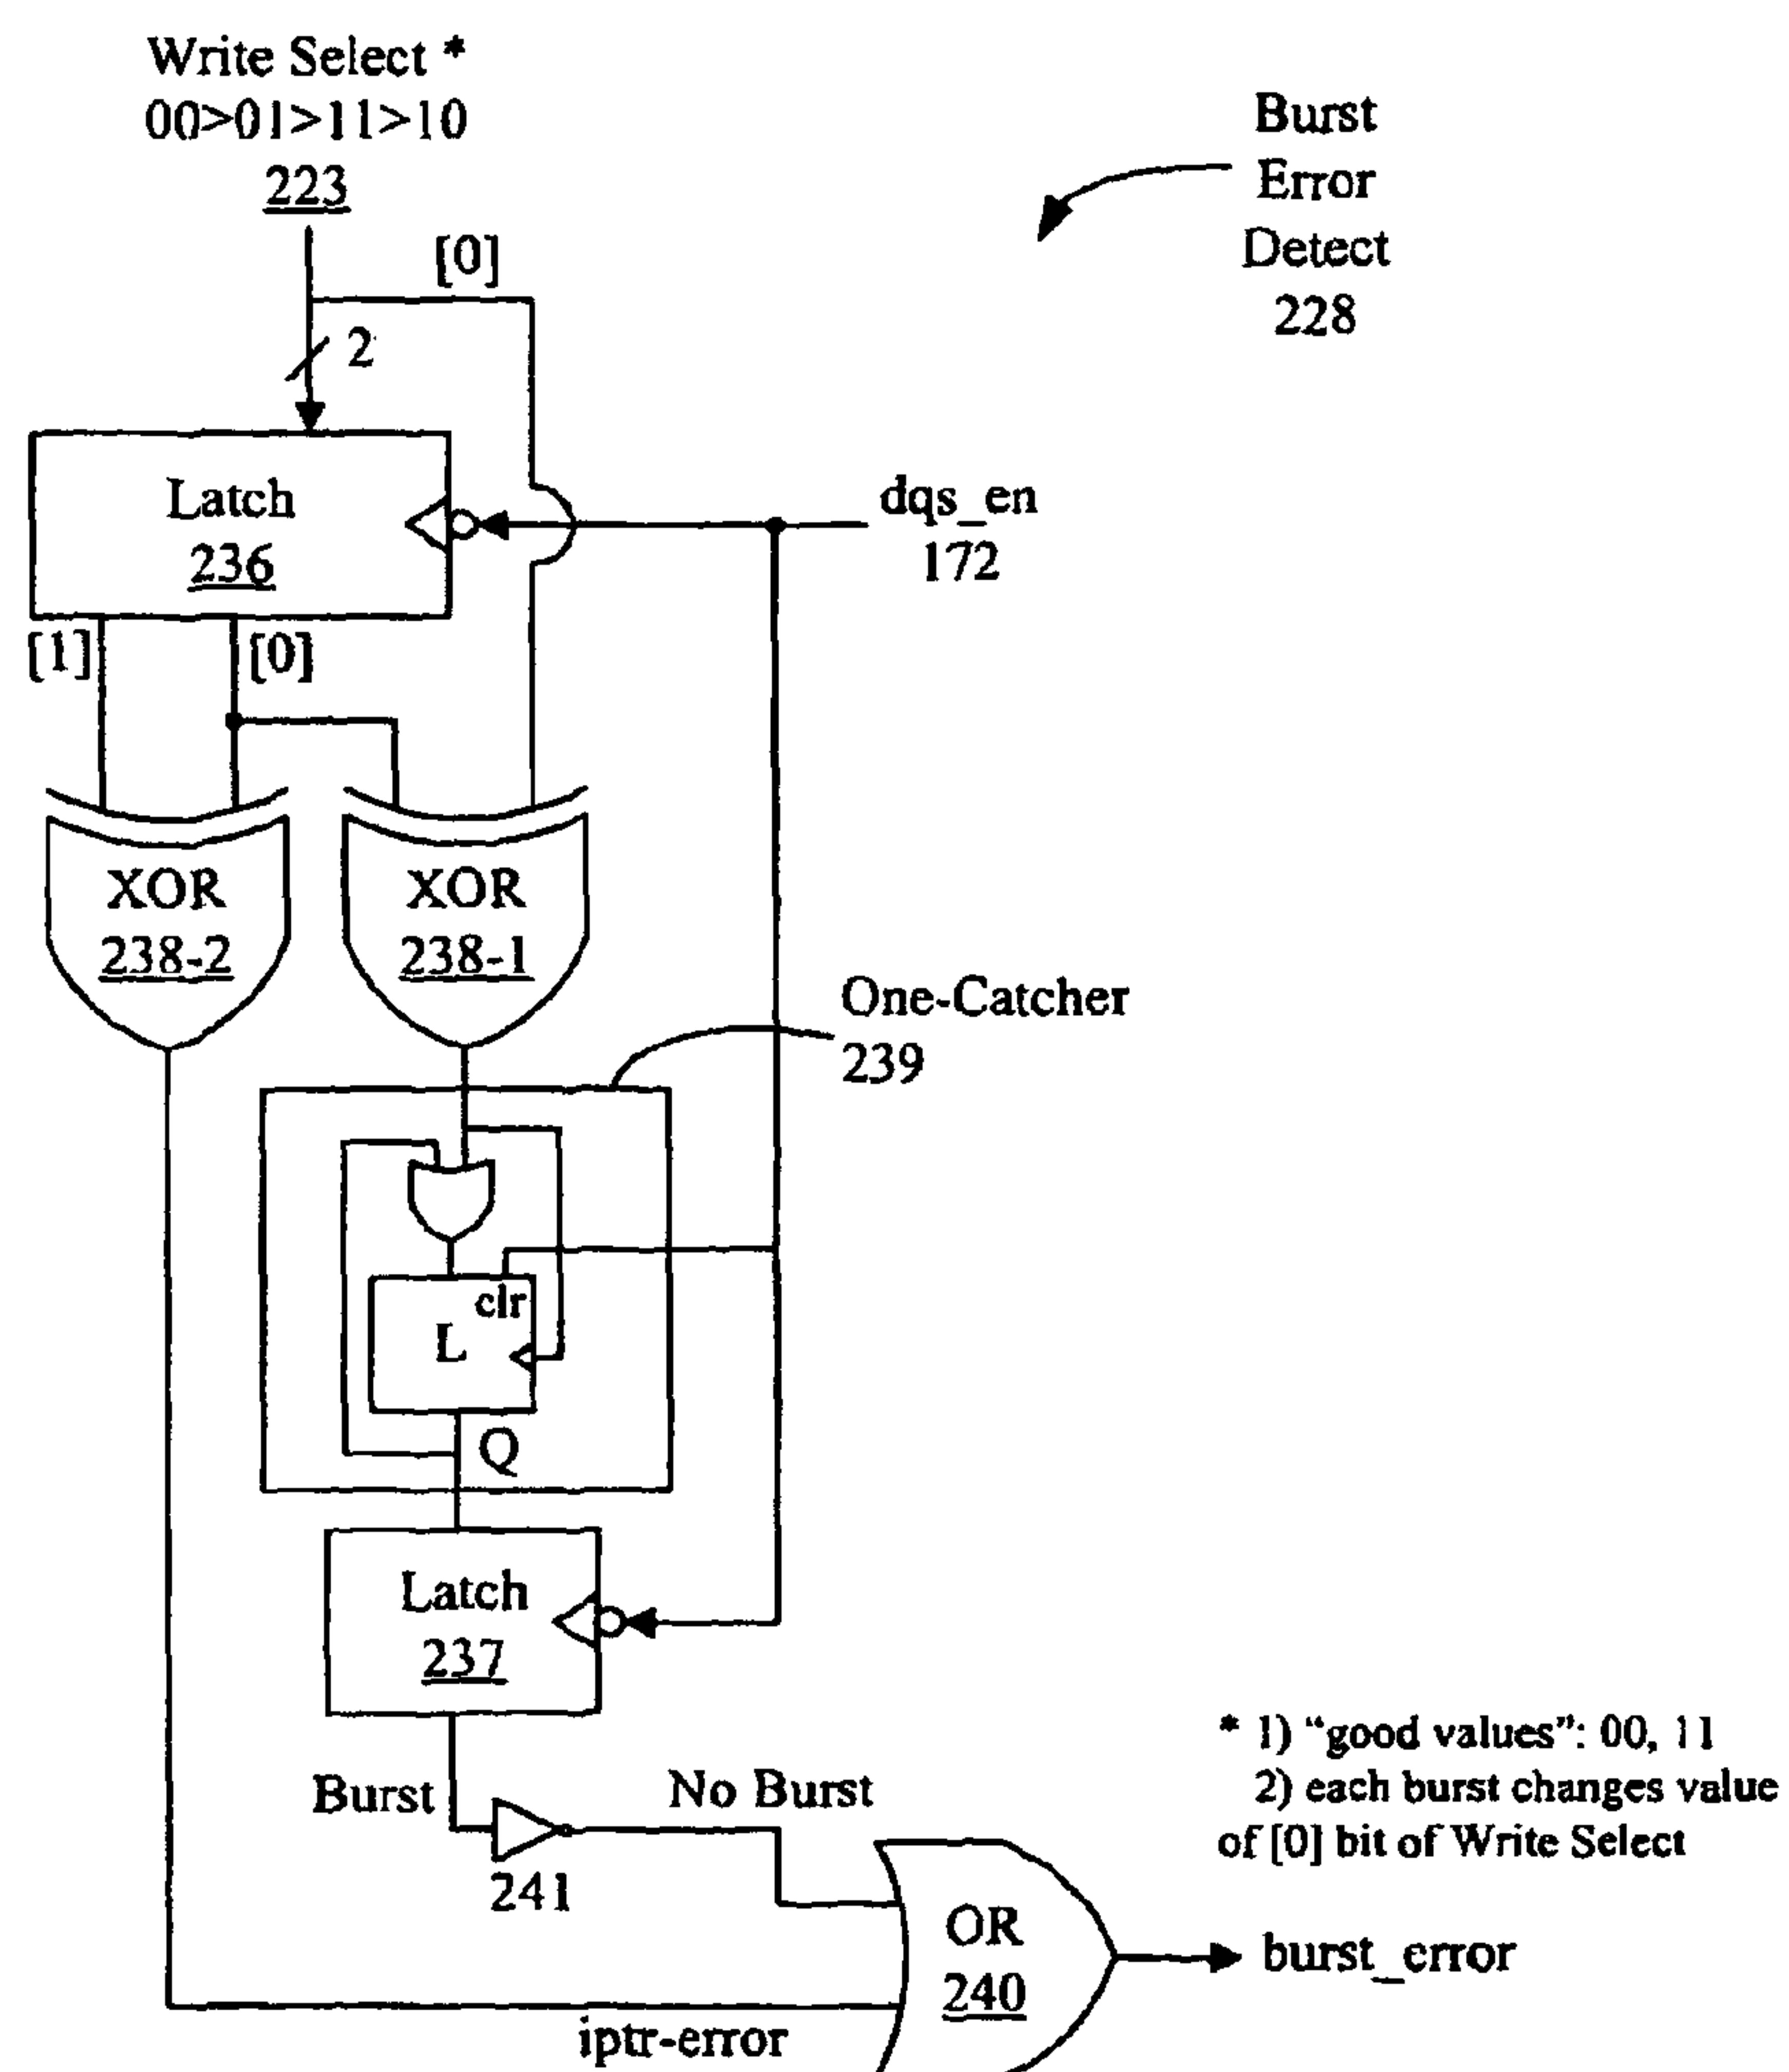 Write Select *
00>01>11>10
223
Burst
Error
Detect
228
[0]
2
Latch
236
dqs_en
172
[1]
[0]
XOR
238-2
XOR
238-1
One-Catcher
239
clr
L
Q
Latch
237
Burst
No Burst
241
* 1) “good values”: 00, 11
2) each burst changes value
of [0] bit of Write Select
OR
240
burst_error
iptr-error